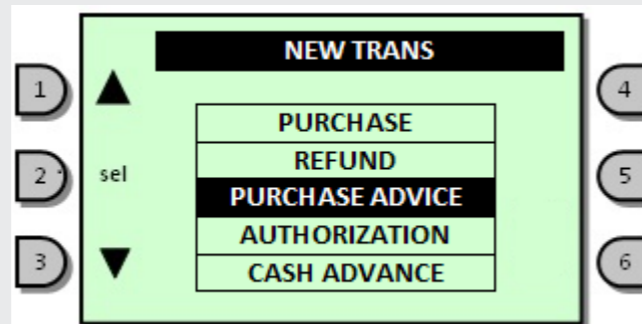 NEW TRANS
1
4
PURCHASE
REFUND
2
sel
5
PURCHASE ADVICE
AUTHORIZATION
3
6
CASH ADVANCE